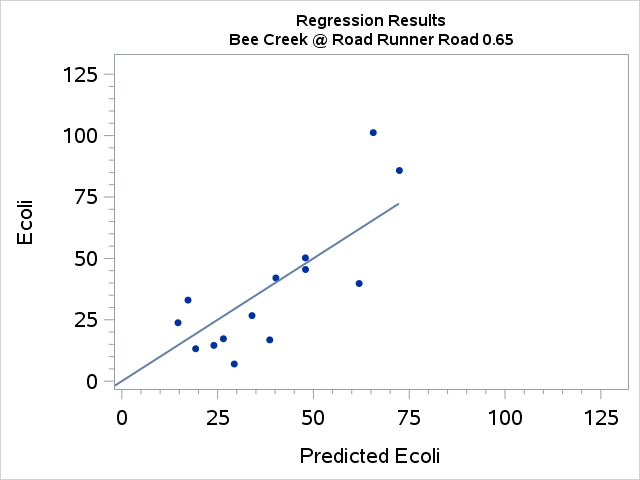 Regression Results
Bee Creek @ Road Runner Road 0.65
125
100
75
50
25
0
Ecoli
0 25 50 75 100 125
Predicted Ecoli